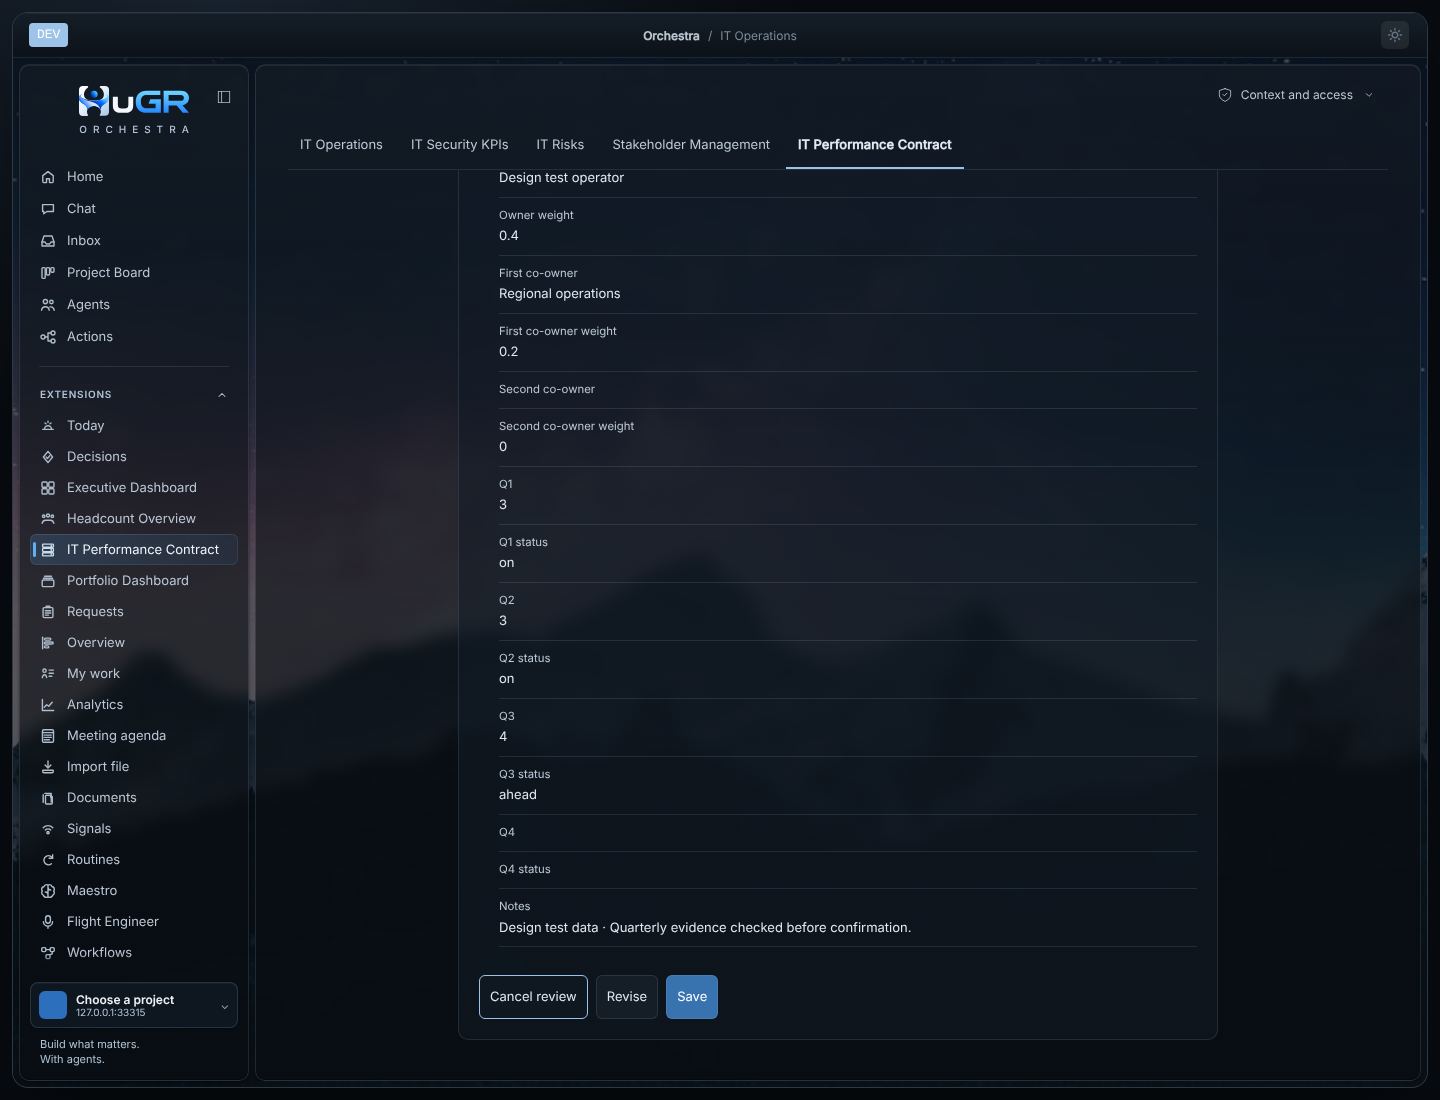 DEV
Orchestra / IT Operations
HuGR
ORCHESTRA
Home
Chat
Inbox
Project Board
Agents
Actions
EXTENSIONS
Today
Decisions
Executive Dashboard
Headcount Overview
IT Performance Contract
Portfolio Dashboard
Requests
Overview
My work
Analytics
Meeting agenda
Import file
Documents
Signals
Routines
Maestro
Flight Engineer
Workflows
Choose a project
127.0.0.1:33315
Build what matters.
With agents.
Context and access
IT Operations
IT Security KPIs
IT Risks
Stakeholder Management
IT Performance Contract
Design test operator
Owner weight
0.4
First co-owner
Regional operations
First co-owner weight
0.2
Second co-owner
Second co-owner weight
0
Q1
3
Q1 status
on
Q2
3
Q2 status
on
Q3
4
Q3 status
ahead
Q4
Q4 status
Notes
Design test data · Quarterly evidence checked before confirmation.
Cancel review
Revise
Save